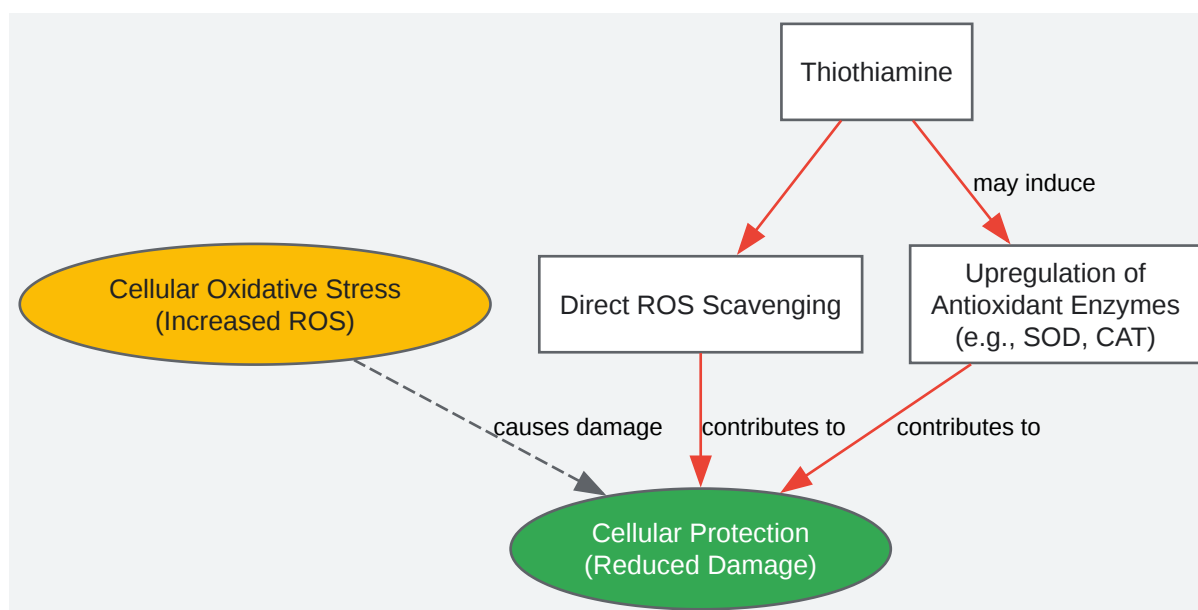 Thiothiamine
may induce
Cellular Oxidative Stress
(Increased ROS)
Direct ROS Scavenging
Upregulation of
Antioxidant Enzymes
(e.g., SOD, CAT)
causes damage
contributes to
contributes to
Cellular Protection
(Reduced Damage)